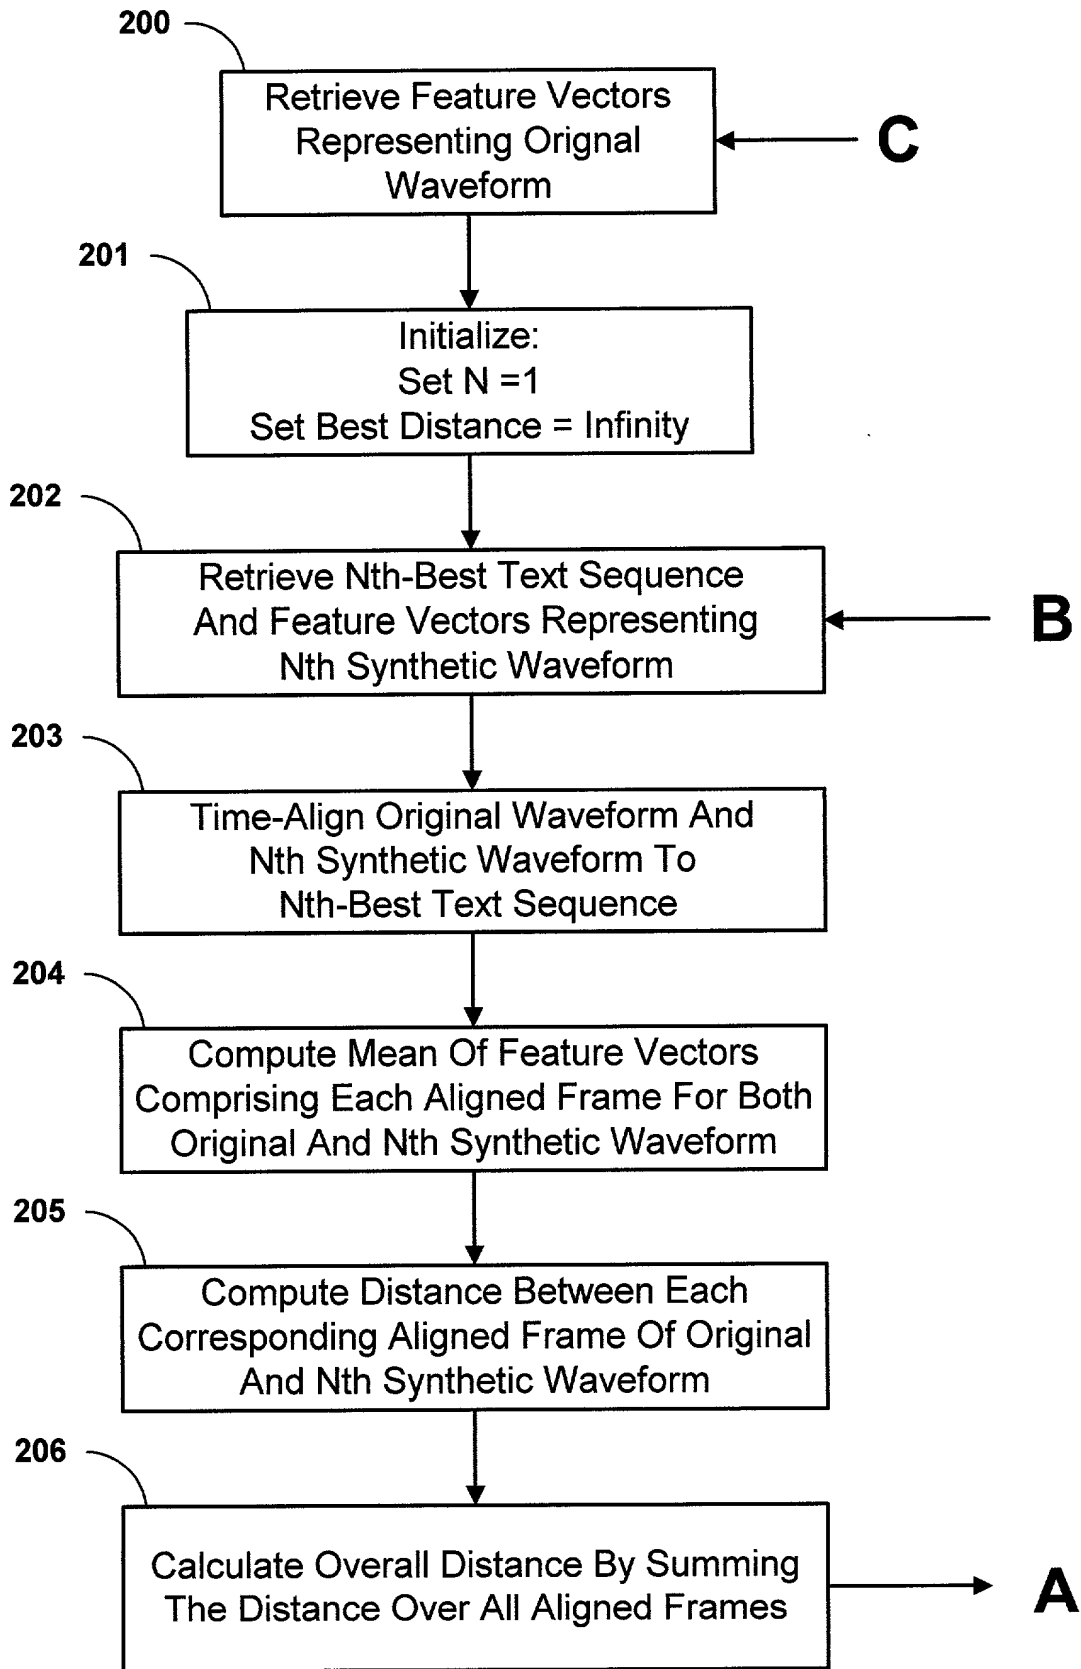 200
Retrieve Feature Vectors
Representing Orignal
Waveform
C
201
Initialize:
Set N =1
Set Best Distance = Infinity
202
Retrieve Nth-Best Text Sequence
And Feature Vectors Representing
Nth Synthetic Waveform
B
203
Time-Align Original Waveform And
Nth Synthetic Waveform To
Nth-Best Text Sequence
204
Compute Mean Of Feature Vectors
Comprising Each Aligned Frame For Both
Original And Nth Synthetic Waveform
205
Compute Distance Between Each
Corresponding Aligned Frame Of Original
And Nth Synthetic Waveform
206
Calculate Overall Distance By Summing
The Distance Over All Aligned Frames
A